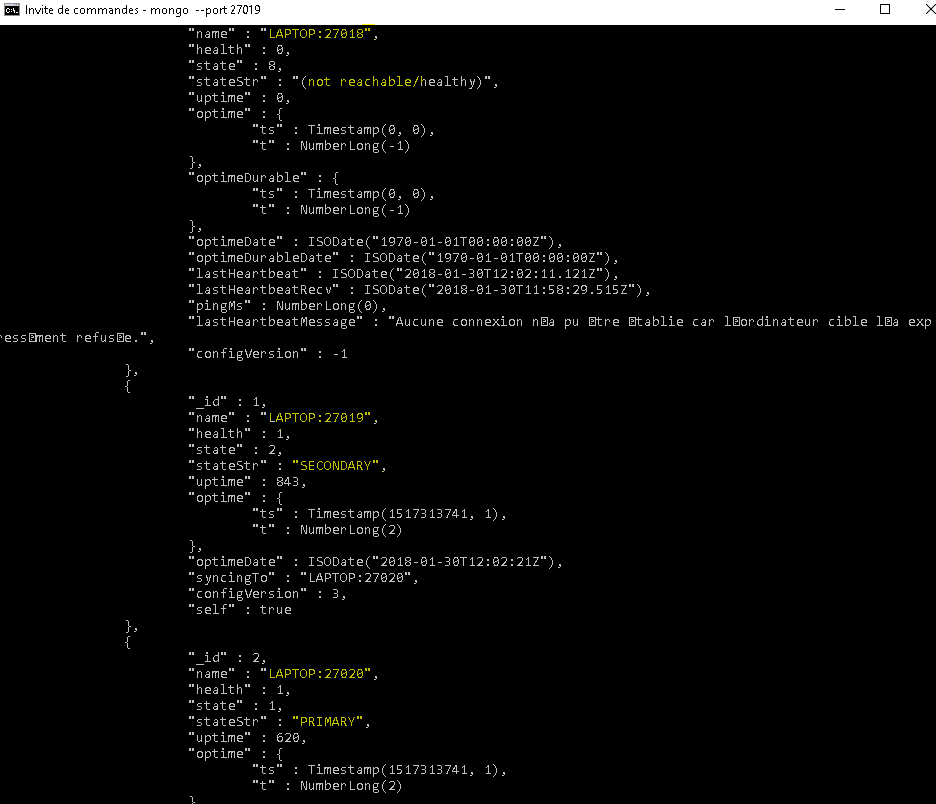 Invite de commandes - mongo --port 27019
"name" : "LAPTOP:27018",
"health" : 0,
"state" : 8,
"stateStr" : "(not reachable/healthy)",
"uptime" : 0,
"optime" : {
"ts" : Timestamp(0, 0),
"t" : NumberLong(-1)
},
"optimeDurable" : {
"ts" : Timestamp(0, 0),
"t" : NumberLong(-1)
},
"optimeDate" : ISODate("1970-01-01T00:00:00Z"),
"optimeDurableDate" : ISODate("1970-01-01T00:00:00Z"),
"lastHeartbeat" : ISODate("2018-01-30T12:02:11.121Z"),
"lastHeartbeatRecv" : ISODate("2018-01-30T11:58:29.515Z"),
"pingMs" : NumberLong(0),
"lastHeartbeatMessage" : "Aucune connexion n�a pu �tre �tablie car l�ordinateur cible l�a exp
ress�ment refus�e.",
"configVersion" : -1
},
{
"_id" : 1,
"name" : "LAPTOP:27019",
"health" : 1,
"state" : 2,
"stateStr" : "SECONDARY",
"uptime" : 843,
"optime" : {
"ts" : Timestamp(1517313741, 1),
"t" : NumberLong(2)
},
"optimeDate" : ISODate("2018-01-30T12:02:21Z"),
"syncingTo" : "LAPTOP:27020",
"configVersion" : 3,
"self" : true
},
{
"_id" : 2,
"name" : "LAPTOP:27020",
"health" : 1,
"state" : 1,
"stateStr" : "PRIMARY",
"uptime" : 620,
"optime" : {
"ts" : Timestamp(1517313741, 1),
"t" : NumberLong(2)
}